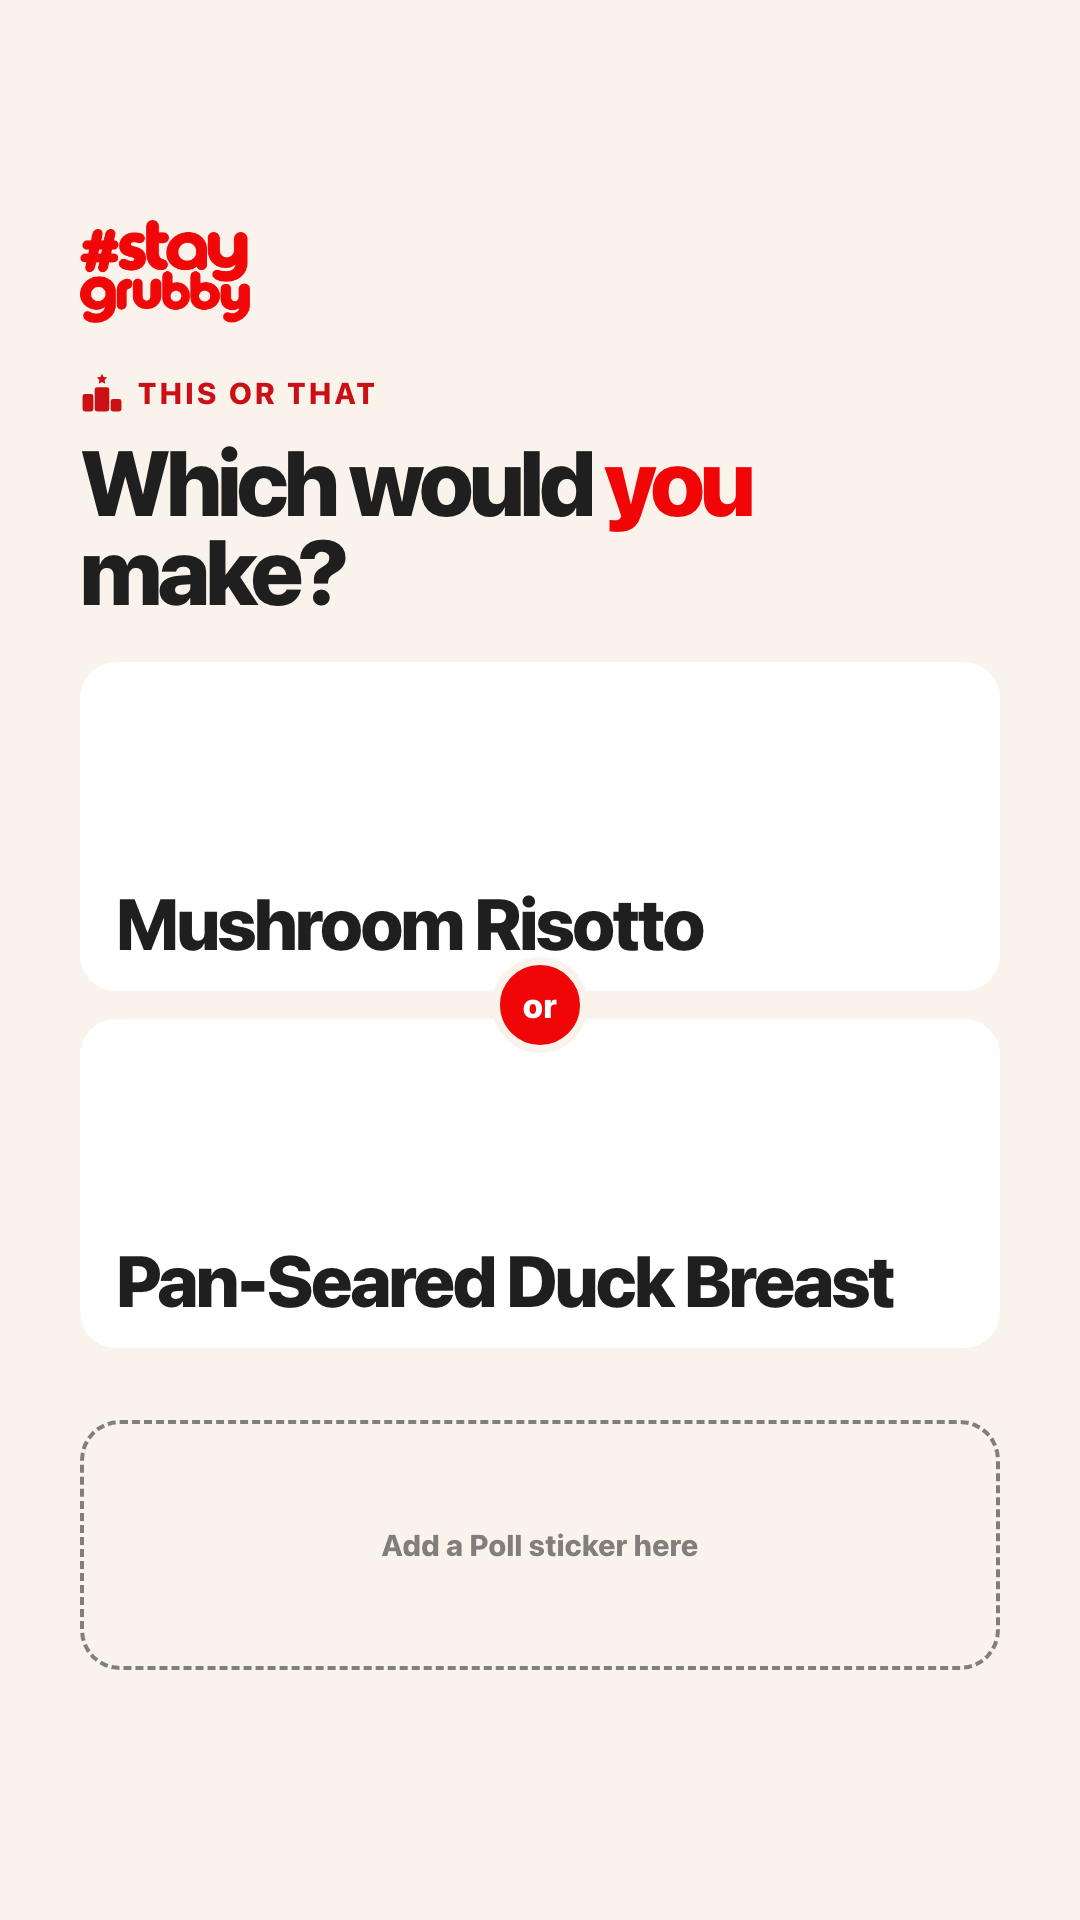 #stay
grubby
THIS OR THAT
Which would you
make?
Mushroom Risotto
or
Pan-Seared Duck Breast
Add a Poll sticker here